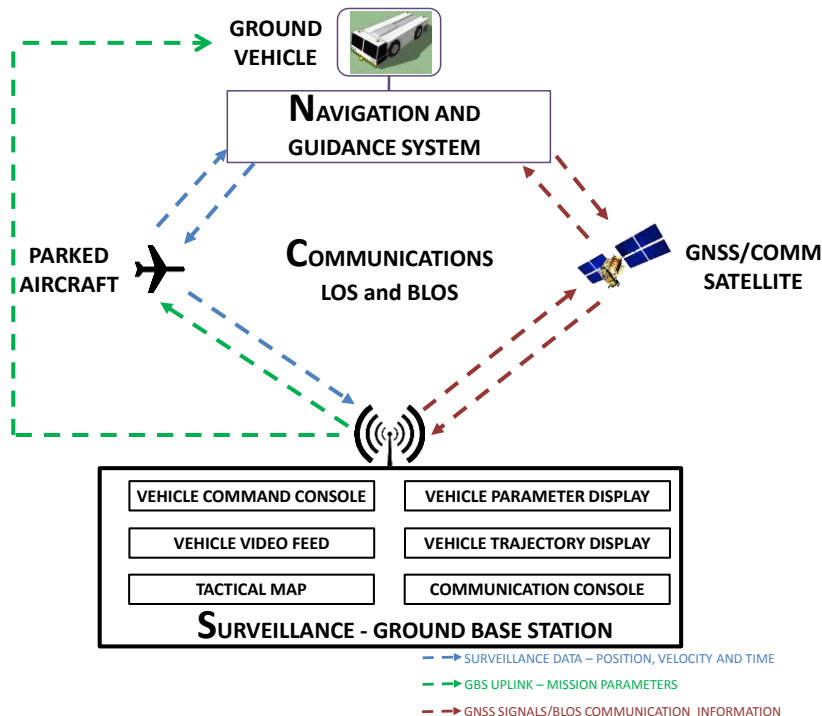 GROUND
VEHICLE
NAVIGATION AND
GUIDANCE SYSTEM
PARKED
AIRCRAFT
COMMUNICATIONS
LOS and BLOS
GNSS/COMM
SATELLITE
VEHICLE COMMAND CONSOLE
VEHICLE PARAMETER DISPLAY
VEHICLE VIDEO FEED
VEHICLE TRAJECTORY DISPLAY
TACTICAL MAP
COMMUNICATION CONSOLE
SURVEILLANCE - GROUND BASE STATION
SURVEILLANCE DATA – POSITION, VELOCITY AND TIME
GBS UPLINK – MISSION PARAMETERS
GNSS SIGNALS/BLOS COMMUNICATION INFORMATION